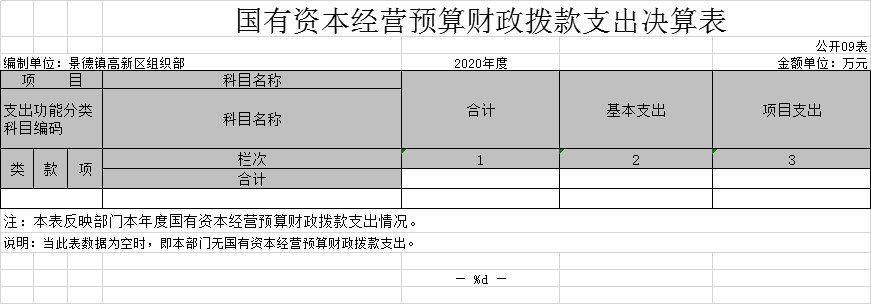 国有资本经营预算财政拨款支出决算表
公开09表
编制单位：景德镇高新区组织部 2020年度 金额单位：万元
项 目 科目名称 合计 基本支出 项目支出
支出功能分类科目编码 科目名称
类 款 项 栏次 1 2 3
合计
注：本表反映部门本年度国有资本经营预算财政拨款支出情况。
说明：当此表数据为空时，即本部门无国有资本经营预算财政拨款支出。
— %d —